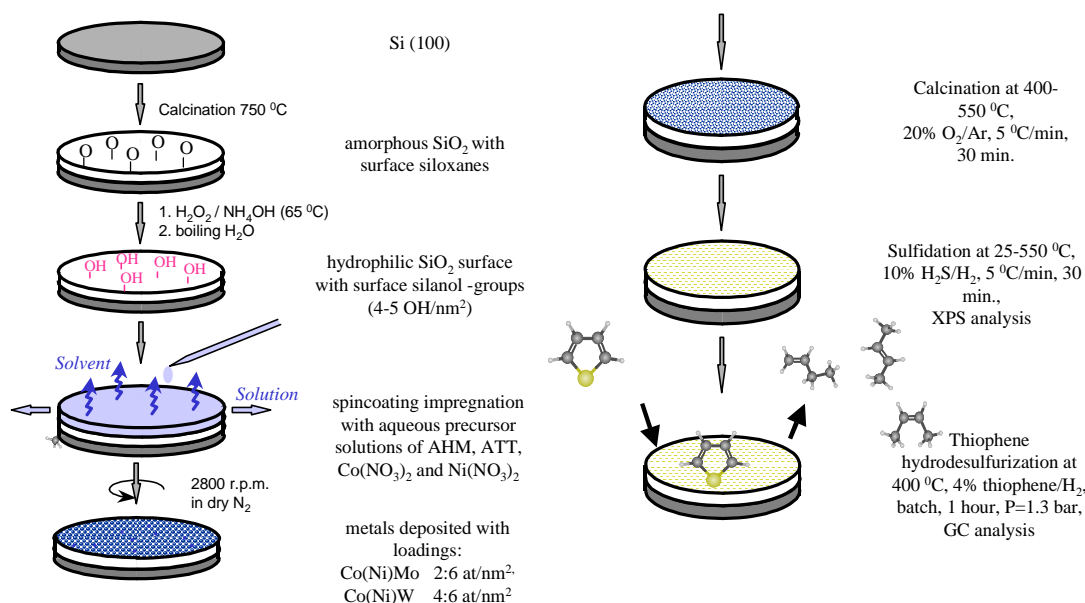 Si (100)
Calcination 750 ⁰C
O O O O O
amorphous SiO₂ with
surface siloxanes
1. H₂O₂ / NH₄OH (65 ⁰C)
2. boiling H₂O
OH OH OH OH OH
hydrophilic SiO₂ surface
with surface silanol -groups
(4-5 OH/nm²)
Solvent
Solution
spincoating impregnation
with aqueous precursor
solutions of AHM, ATT,
Co(NO₃)₂ and Ni(NO₃)₂
2800 r.p.m.
in dry N₂
metals deposited with
loadings:
Co(Ni)Mo 2:6 at/nm²,
Co(Ni)W 4:6 at/nm²
Calcination at 400-
550 ⁰C,
20% O₂/Ar, 5 ⁰C/min,
30 min.
Sulfidation at 25-550 ⁰C,
10% H₂S/H₂, 5 ⁰C/min, 30
min.,
XPS analysis
Thiophene
hydrodesulfurization at
400 ⁰C, 4% thiophene/H₂,
batch, 1 hour, P=1.3 bar,
GC analysis